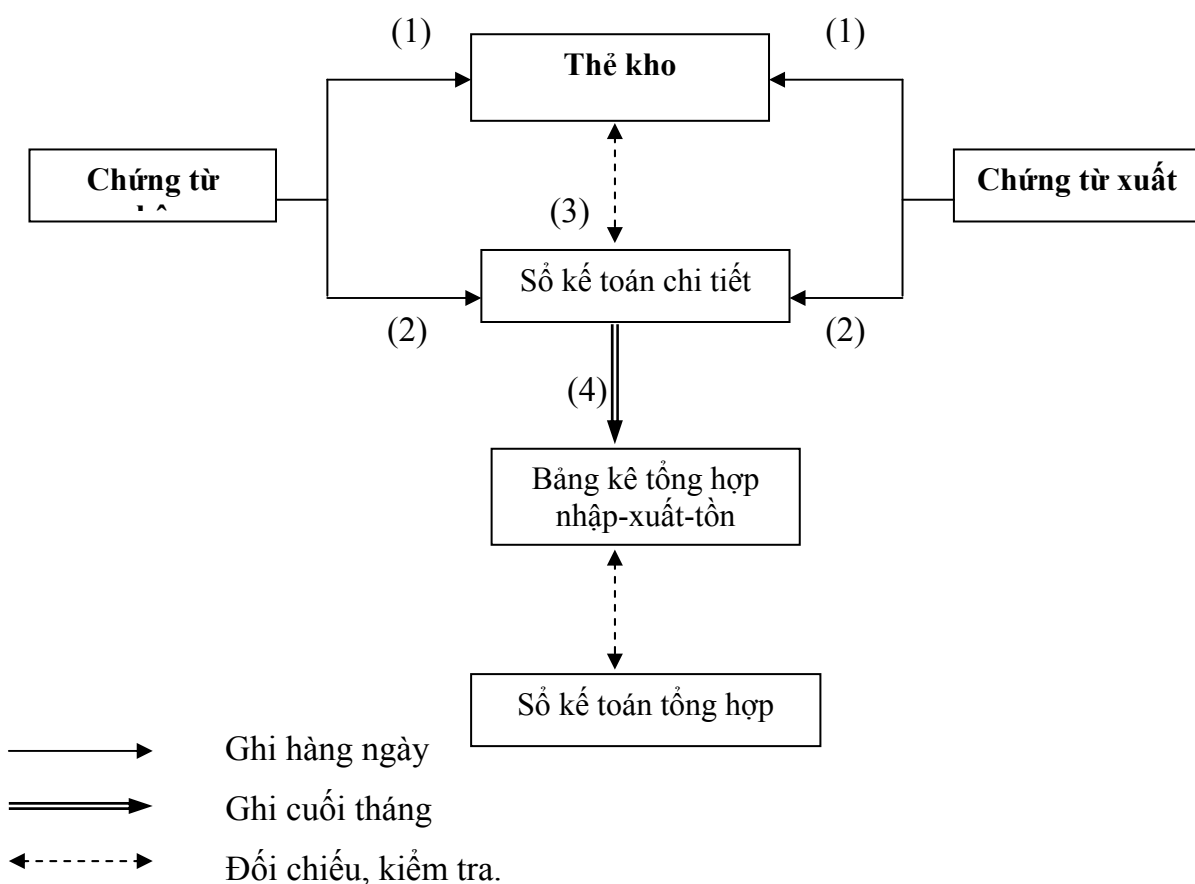 (1)
(1)
Thẻ kho
Chứng từ
Chứng từ xuất
(3)
Sổ kế toán chi tiết
(2)
(2)
(4)
Bảng kê tổng hợp
nhập-xuất-tồn
Sổ kế toán tổng hợp
Ghi hàng ngày
Ghi cuối tháng
Đối chiếu, kiểm tra.